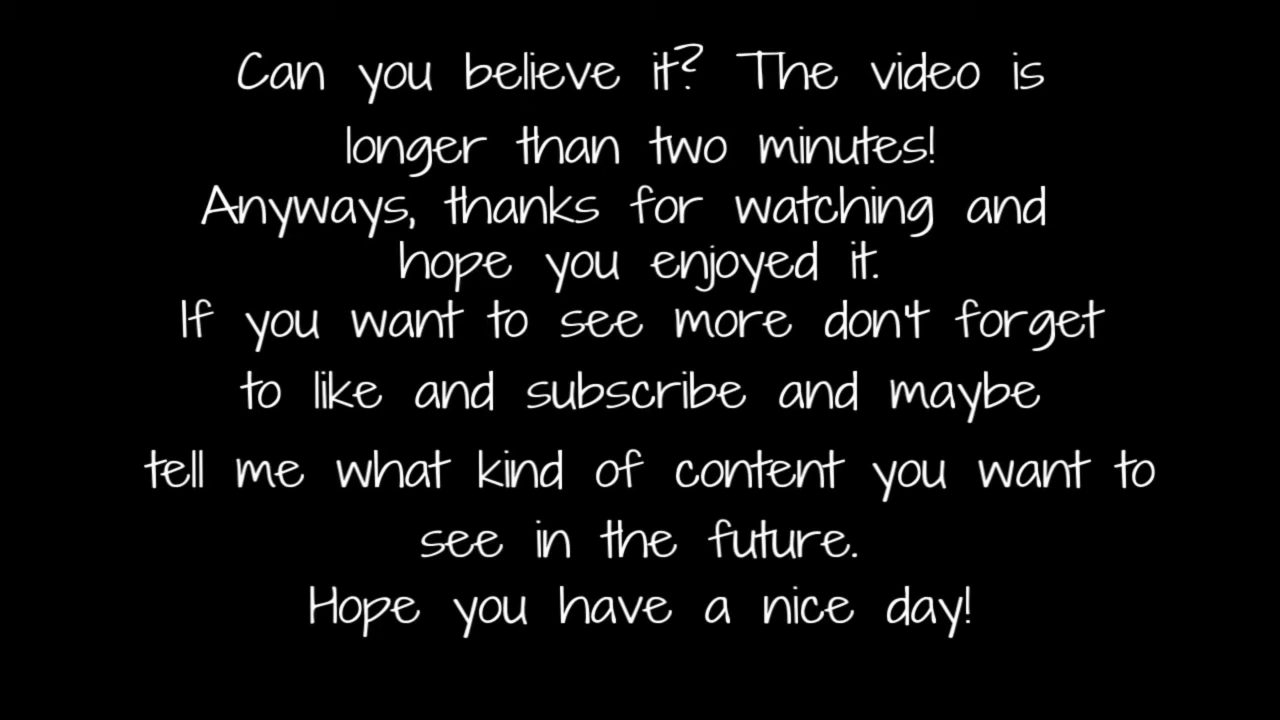 Can you believe it? The video is
longer than two minutes!
Anyways, thanks for watching and
hope you enjoyed it.
If you want to see more don't forget
to like and subscribe and maybe
tell me what kind of content you want to
see in the future.
Hope you have a nice day!